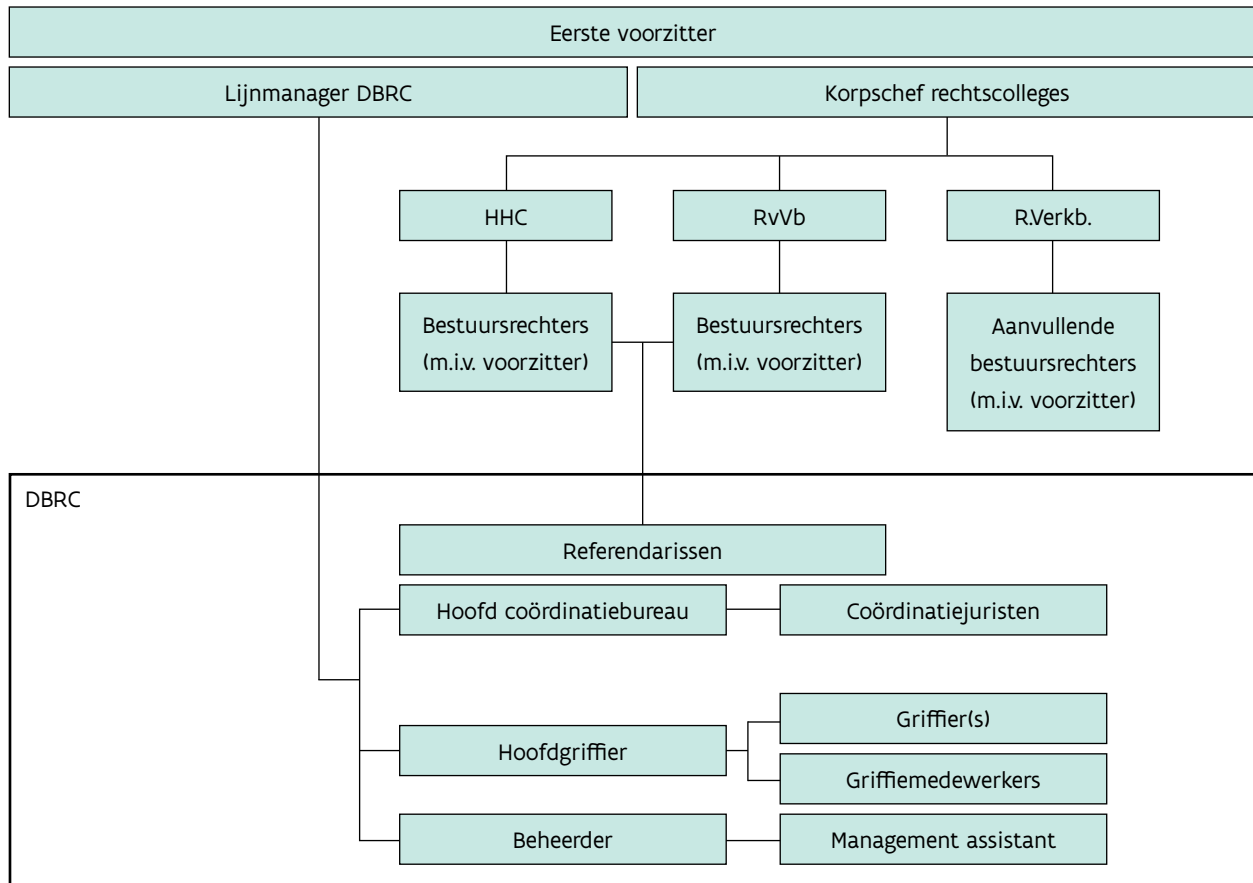 Eerste voorzitter
Lijnmanager DBRC
Korpschef rechtscolleges
HHC
RvVb
R.Verkb.
Bestuursrechters
(m.i.v. voorzitter)
Bestuursrechters
(m.i.v. voorzitter)
Aanvullende
bestuursrechters
(m.i.v. voorzitter)
DBRC
Referendarissen
Hoofd coördinatiebureau
Coördinatiejuristen
Griffier(s)
Hoofdgriffier
Griffiemedewerkers
Beheerder
Management assistant